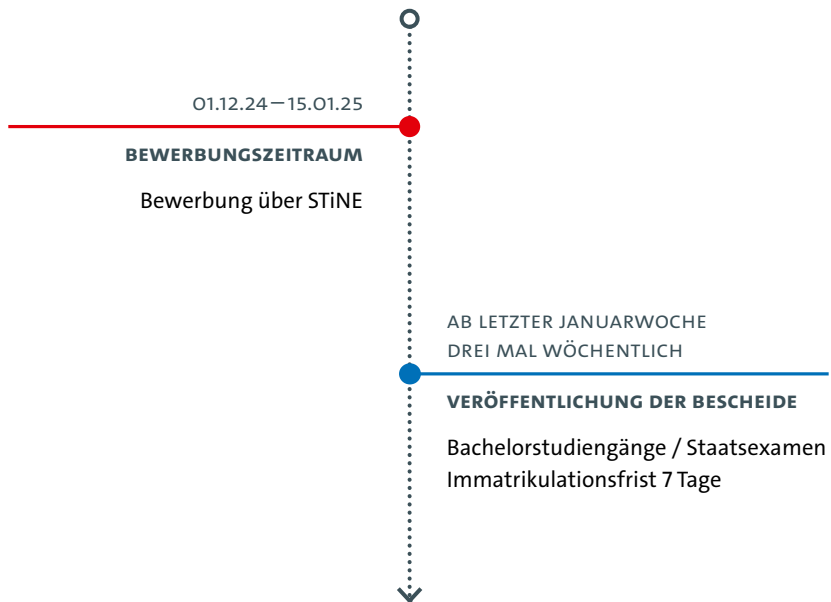 01.12.24–15.01.25
BEWERBUNGSZEITRAUM
Bewerbung über STiNE
AB LETZTER JANUARWOCHE
DREI MAL WÖCHENTLICH
VERÖFFENTLICHUNG DER BESCHEIDE
Bachelorstudiengänge / Staatsexamen
Immatrikulationsfrist 7 Tage